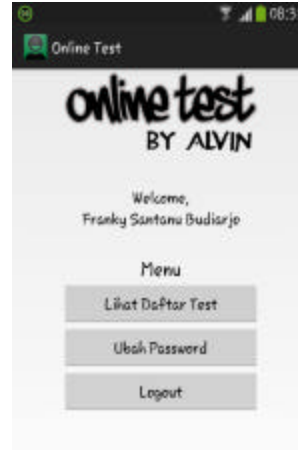 08:3
Online Test
online test
BY ALVIN
Welcome,
Franky Santanu Budiarjo
Menu
Lihat Daftar Test
Ubah Password
Logout